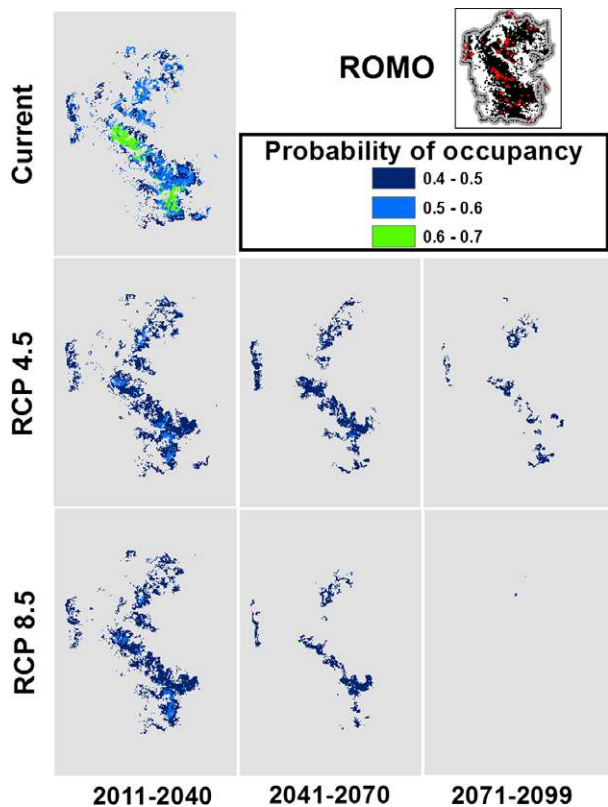 Current
ROMO
Probability of occupancy
0.4 - 0.5
0.5 - 0.6
0.6 - 0.7
RCP 4.5
RCP 8.5
2011-2040
2041-2070
2071-2099